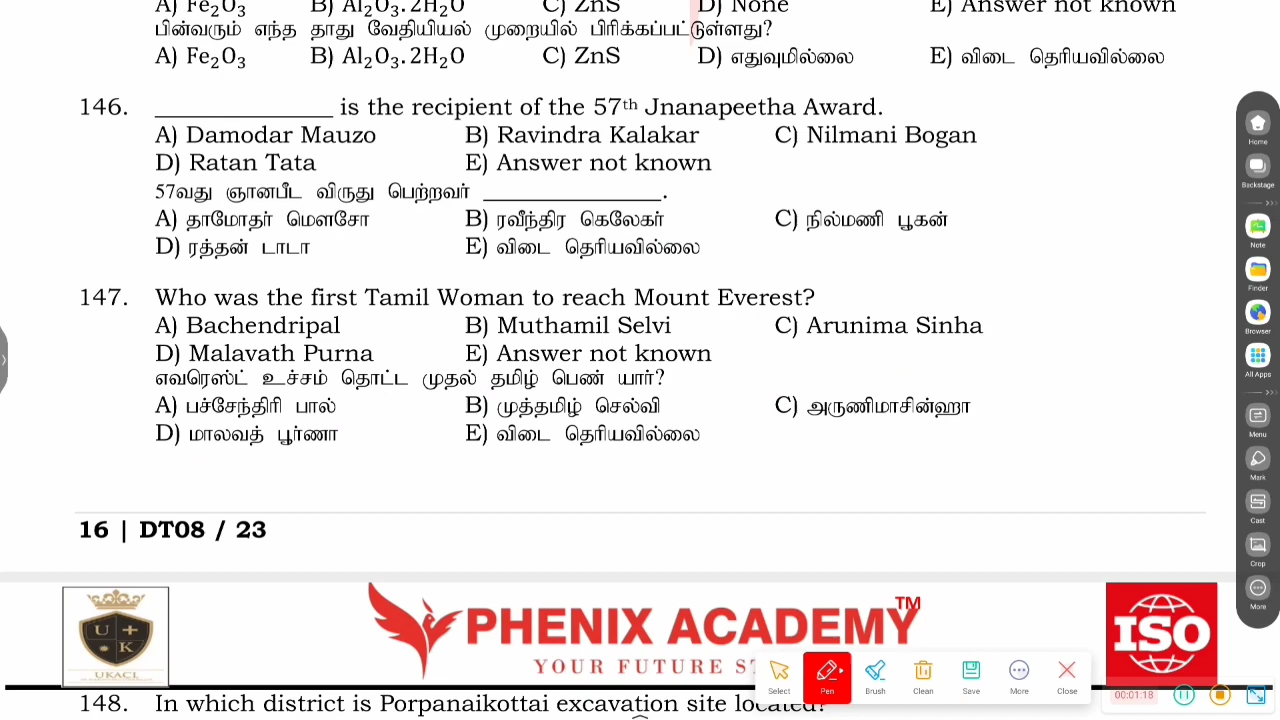 A) Fe₂O₃ B) Al₂O₃.2H₂O C) ZnS D) None E) Answer not known
பின்வரும் எந்த தாது வேதியியல் முறையில் பிரிக்கப்பட்டுள்ளது?
A) Fe₂O₃ B) Al₂O₃.2H₂O C) ZnS D) எதுவுமில்லை E) விடை தெரியவில்லை
146. ______________ is the recipient of the 57th Jnanapeetha Award.
A) Damodar Mauzo B) Ravindra Kalakar C) Nilmani Bogan
D) Ratan Tata E) Answer not known
57வது ஞானபீட விருது பெற்றவர் ______________.
A) தாமோதர் மௌசோ B) ரவீந்திர கெலேகர் C) நில்மணி பூகன்
D) ரத்தன் டாடா E) விடை தெரியவில்லை
147. Who was the first Tamil Woman to reach Mount Everest?
A) Bachendripal B) Muthamil Selvi C) Arunima Sinha
D) Malavath Purna E) Answer not known
எவரெஸ்ட் உச்சம் தொட்ட முதல் தமிழ் பெண் யார்?
A) பச்சேந்திரி பால் B) முத்தமிழ் செல்வி C) அருணிமாசின்ஹா
D) மாலவத் பூர்ணா E) விடை தெரியவில்லை
16 | DT08 / 23
U + K
UKACL
PHENIX ACADEMY™
YOUR FUTURE
ISO
148. In which district is Porpanaikottai excavation site located?
Home
Backstage
Note
Finder
Browser
All Apps
Menu
Mark
Cast
Crop
More
Select Pen Brush Clean Save More Close
00:01:18